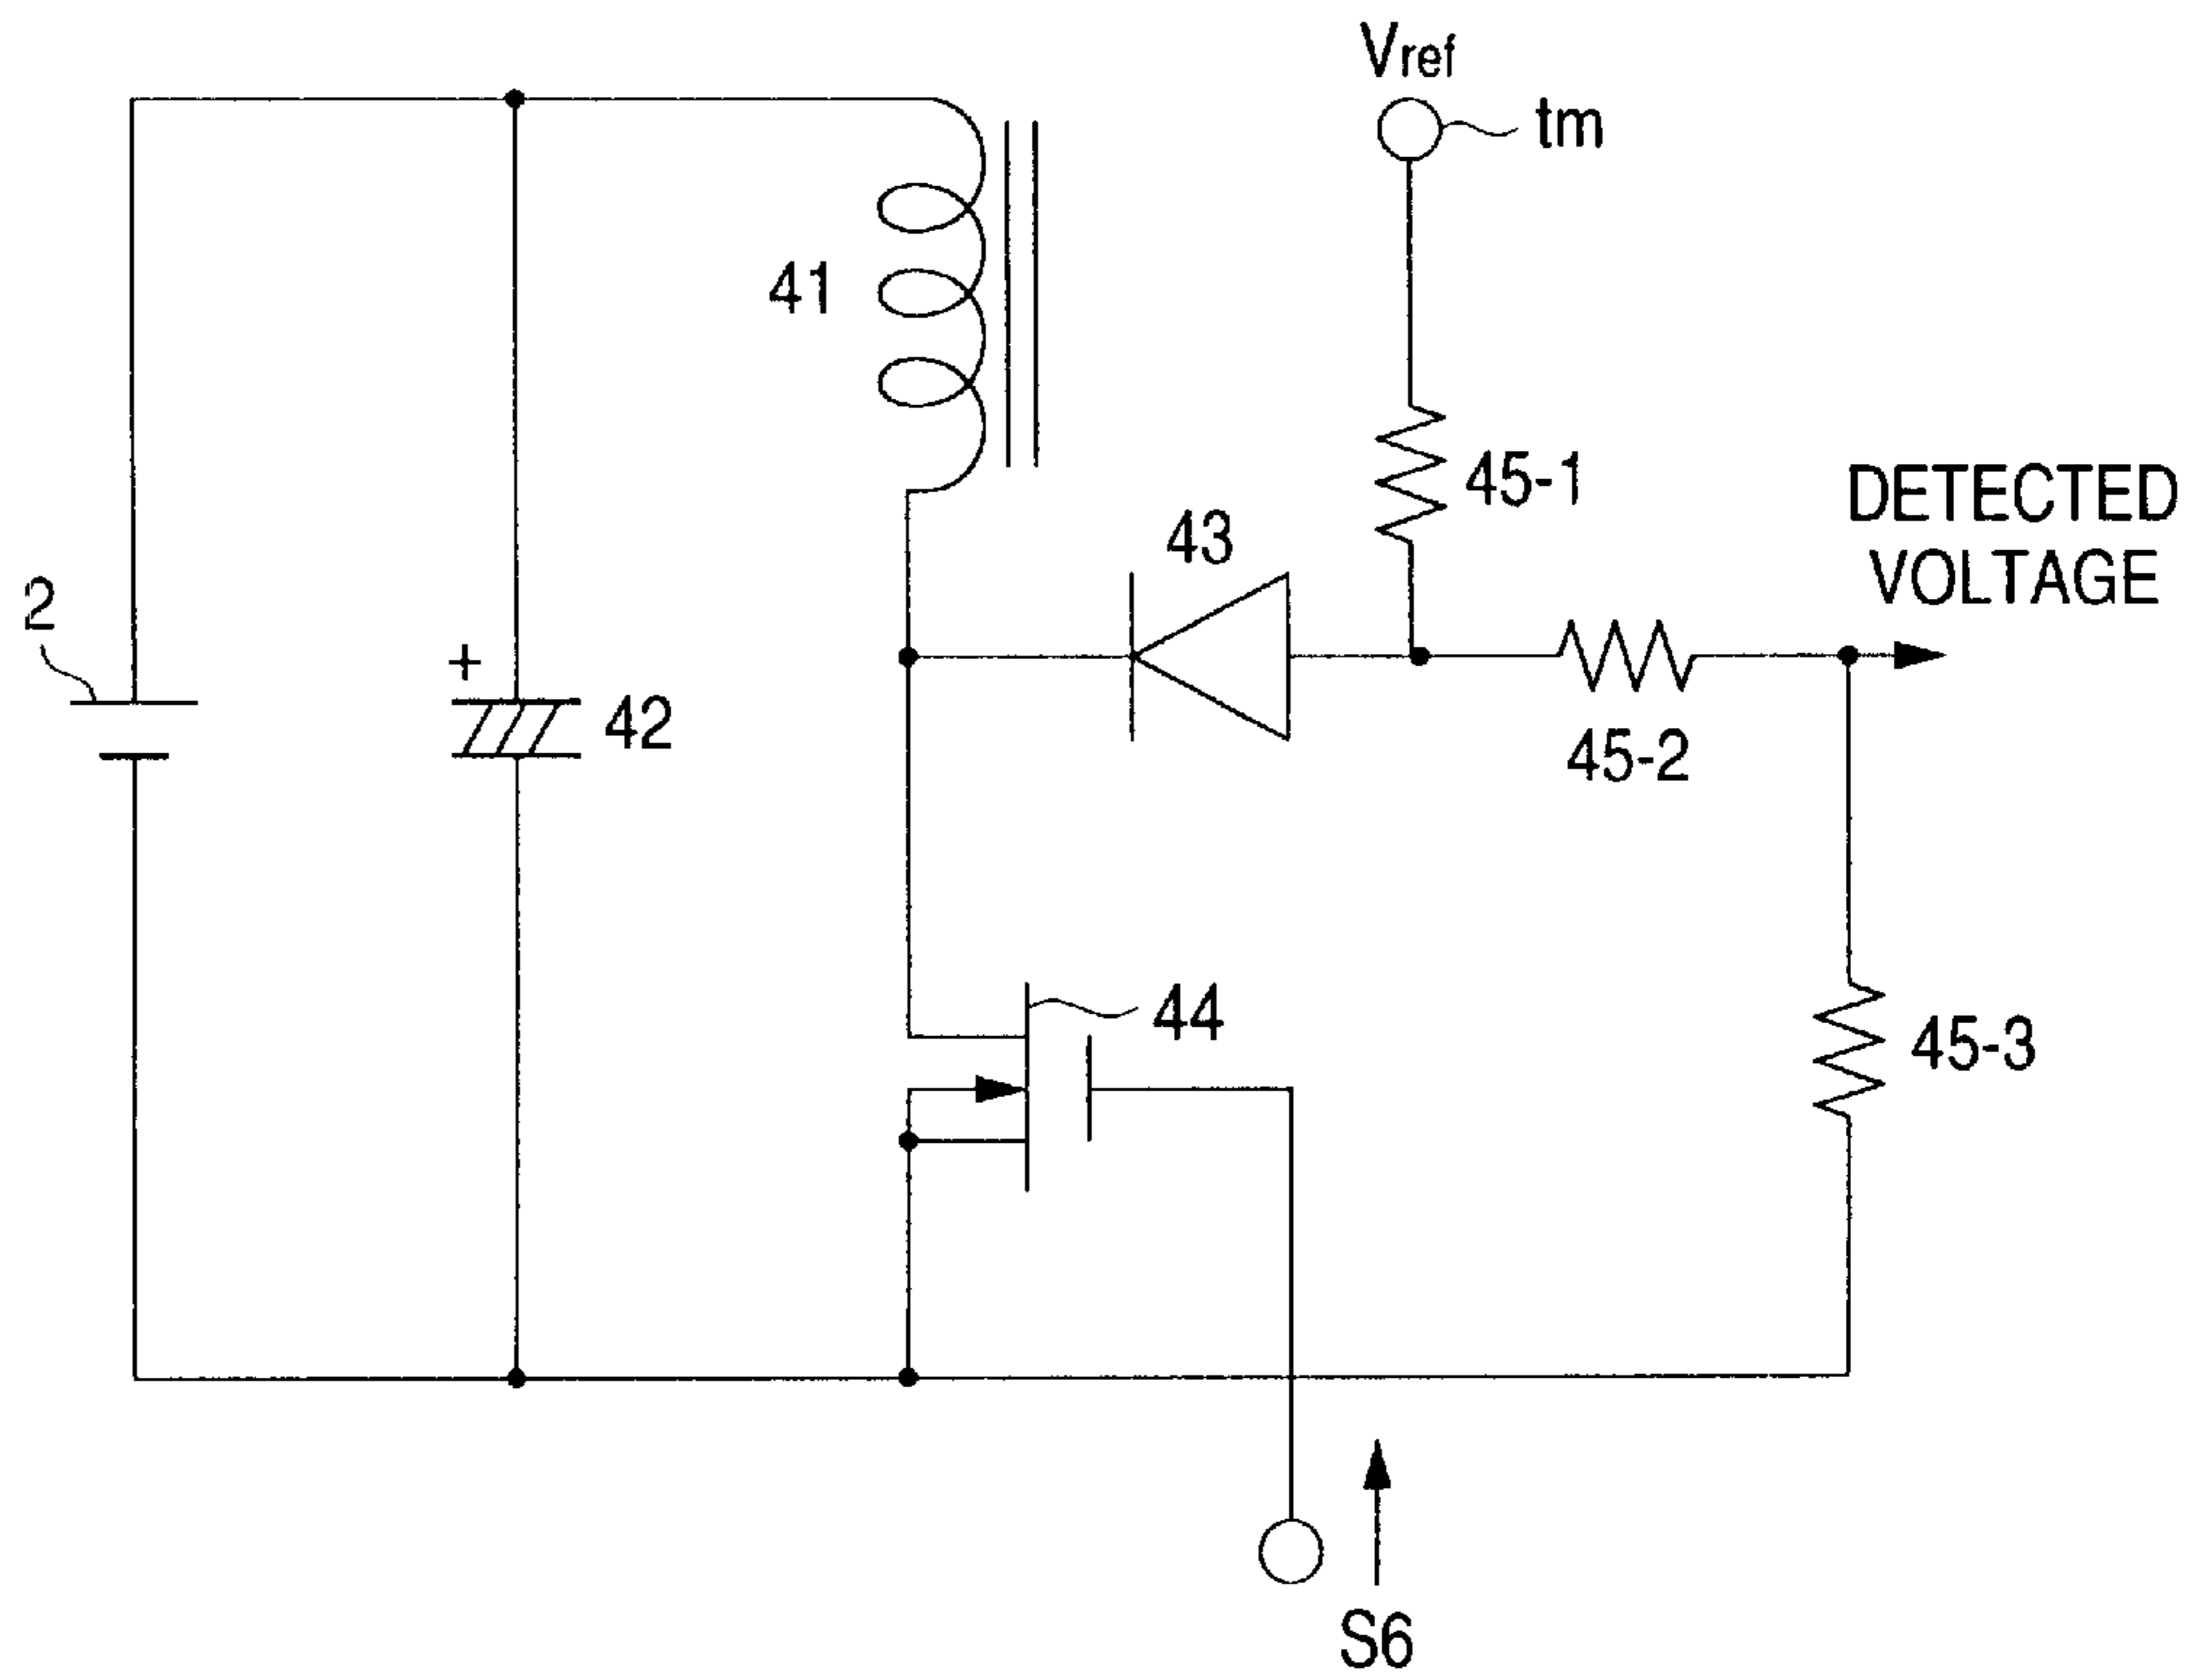 Vref
tm
41
45-1
DETECTED
VOLTAGE
43
2
+
42
45-2
44
45-3
S6